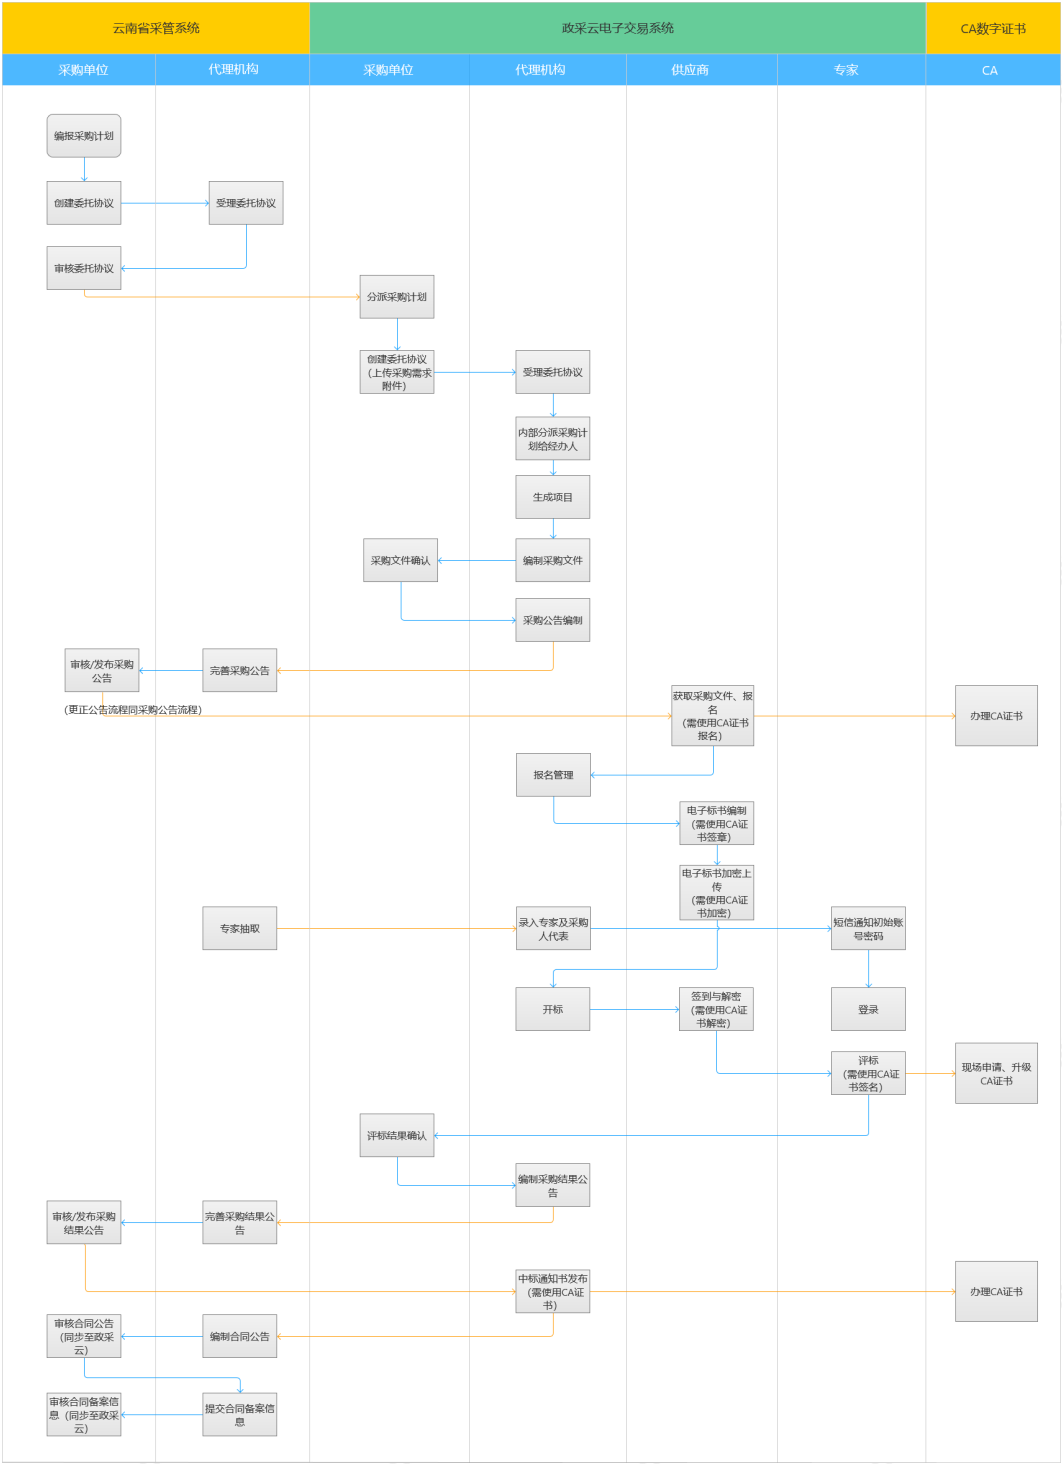 云南省采管系统
政采云电子交易系统
CA数字证书
采购单位
代理机构
采购单位
代理机构
供应商
专家
CA
编报采购计划
创建委托协议
受理委托协议
审核委托协议
分派采购计划
创建委托协议
（上传采购需求
附件）
受理委托协议
内部分派采购计
划给经办人
生成项目
采购文件确认
编制采购文件
采购公告编制
审核/发布采购
公告
完善采购公告
（更正公告流程同采购公告流程）
获取采购文件、报
名
（需使用CA证书
报名）
办理CA证书
报名管理
电子标书编制
（需使用CA证
书签章）
电子标书加密上
传
（需使用CA证
书加密）
专家抽取
录入专家及采购
人代表
短信通知初始账
号密码
开标
签到与解密
（需使用CA证
书解密）
登录
评标
（需使用CA证
书签名）
现场申请、升级
CA证书
评标结果确认
编制采购结果公
告
审核/发布采购
结果公告
完善采购结果公
告
中标通知书发布
（需使用CA证
书）
办理CA证书
审核合同公告
（同步至政采
云）
编制合同公告
审核合同备案信
息（同步至政采
云）
提交合同备案信
息